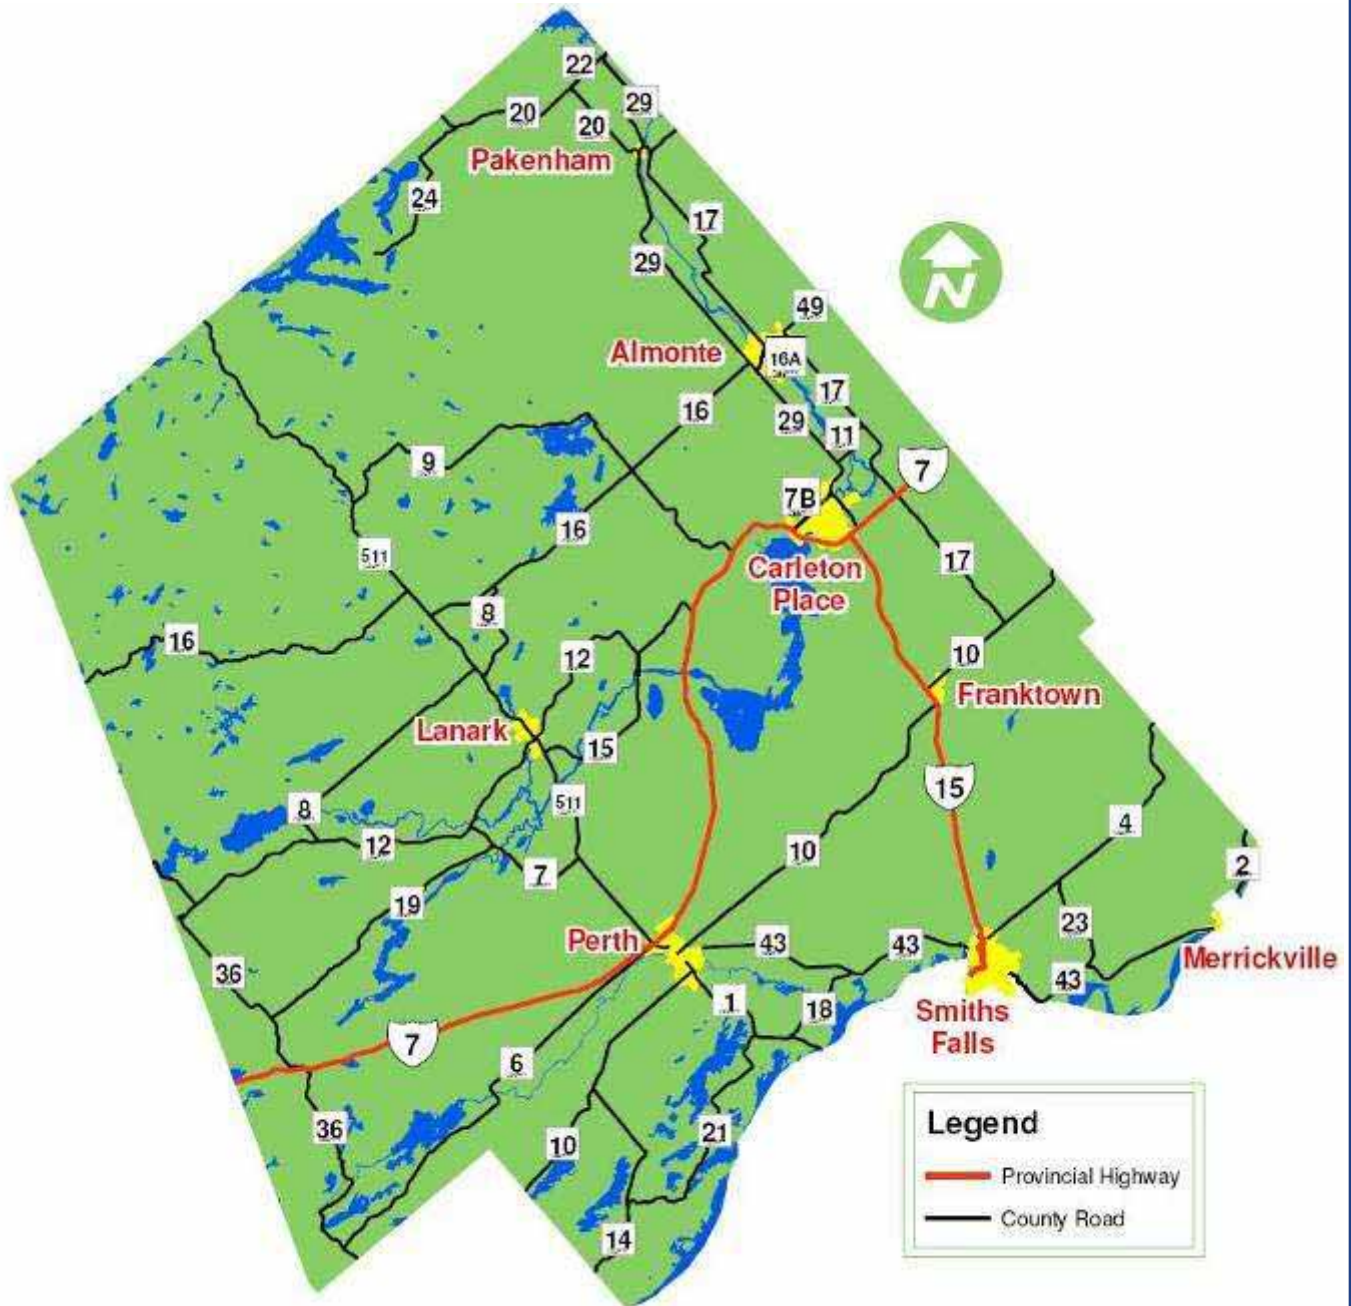 22
29
20
20
Pakenham
24
17
29
N
49
Almonte
16A
17
16
29
11
9
7
7B
16
511
Carleton
Place
17
8
16
12
10
Franktown
Lanark
15
15
511
8
4
12
10
7
2
19
23
Perth
43
43
Merrickville
36
43
1
18
Smiths
Falls
7
6
36
21
10
14
Legend
Provincial Highway
County Road